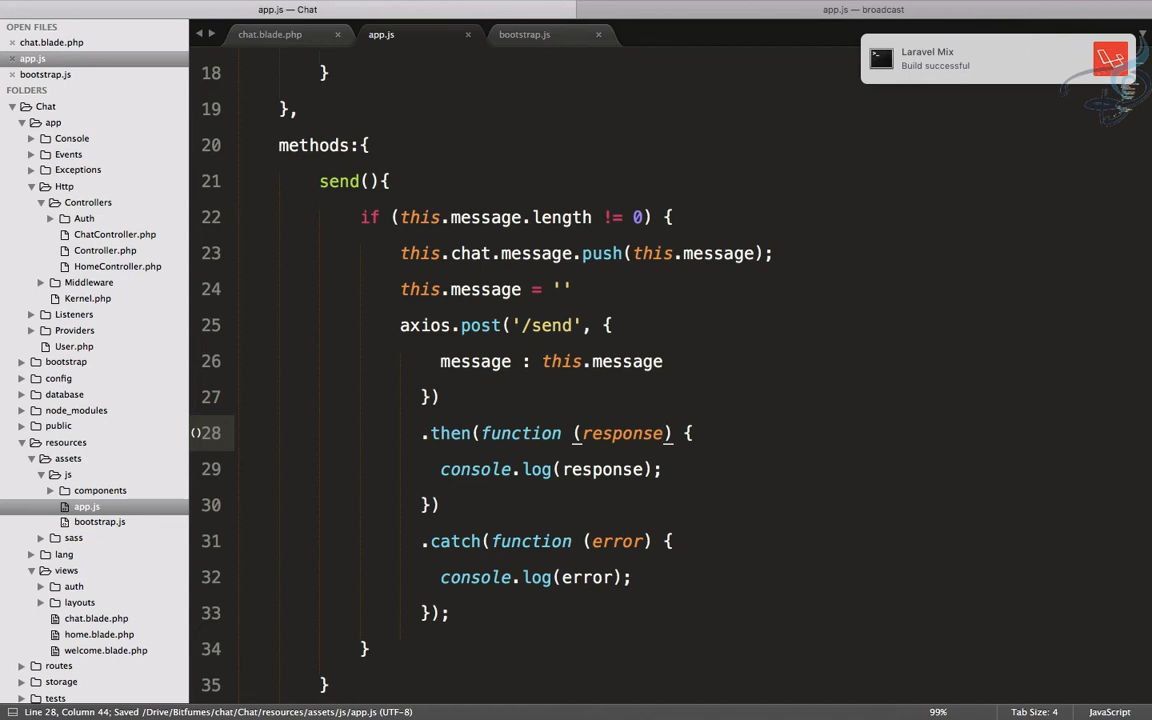 app.js — Chat
app.js — broadcast
OPEN FILES
chat.blade.php
app.js
bootstrap.js
FOLDERS
Chat
app
Console
Events
Exceptions
Http
Controllers
Auth
ChatController.php
Controller.php
HomeController.php
Middleware
Kernel.php
Listeners
Providers
User.php
bootstrap
config
database
node_modules
public
resources
assets
js
components
app.js
bootstrap.js
sass
lang
views
auth
layouts
chat.blade.php
home.blade.php
welcome.blade.php
routes
storage
tests
chat.blade.php
app.js
bootstrap.js
Laravel Mix
Build successful
18 }
19 },
20 methods:{
21 send(){
22 if (this.message.length != 0) {
23 this.chat.message.push(this.message);
24 this.message = ''
25 axios.post('/send', {
26 message : this.message
27 })
28 .then(function (response) {
29 console.log(response);
30 })
31 .catch(function (error) {
32 console.log(error);
33 });
34 }
35 }
Line 28, Column 44; Saved /Drive/Bitfumes/chat/Chat/resources/assets/js/app.js (UTF-8)
99%
Tab Size: 4
JavaScript